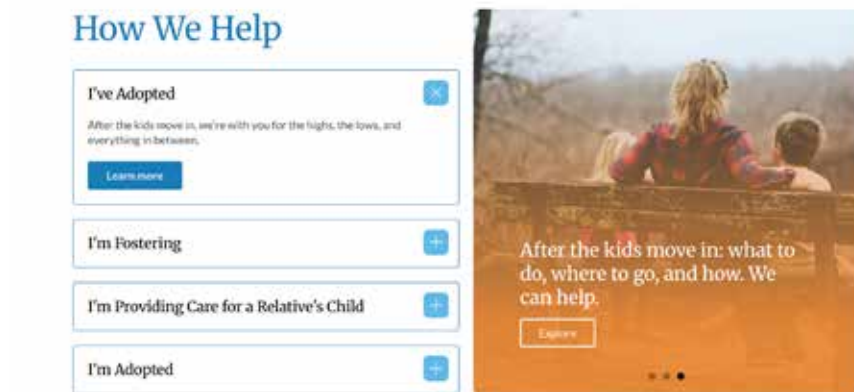 How We Help
I've Adopted
After the kids move in, we're with you for the highs, the lows, and
everything in between.
Learn more
I'm Fostering
I'm Providing Care for a Relative's Child
I'm Adopted
After the kids move in: what to
do, where to go, and how. We
can help.
Explore